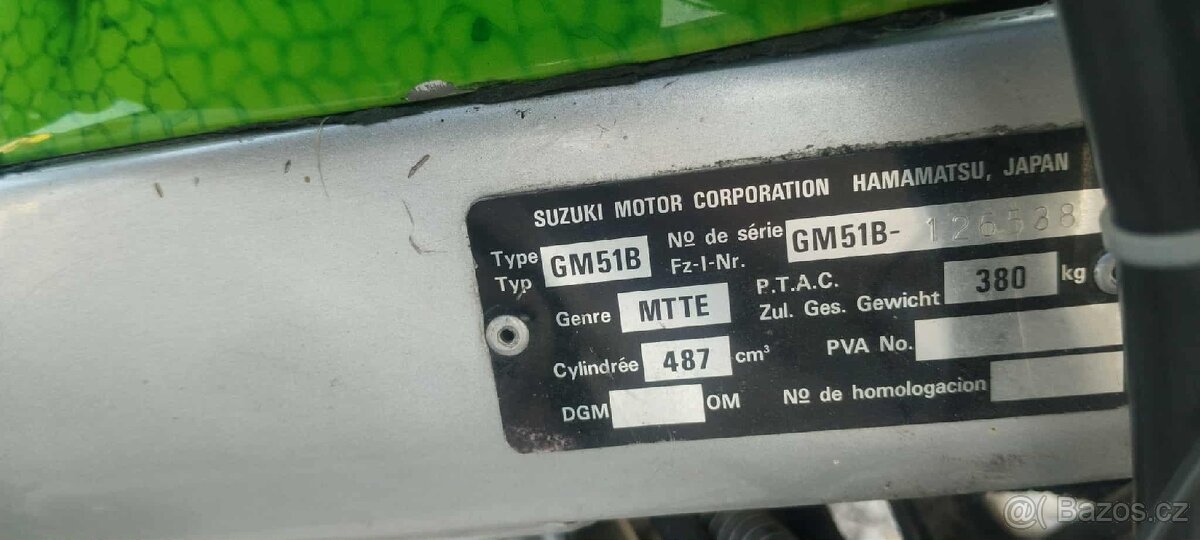 SUZUKI MOTOR CORPORATION HAMAMATSU, JAPAN
Type GM51B Nº de série GM51B- 126538
Typ Fz-I-Nr.
Genre MTTE P.T.A.C. 380 kg
Zul. Ges. Gewicht
Cylindrée 487 cm³ PVA No.
DGM OM Nº de homologacion
@ Bazos.cz